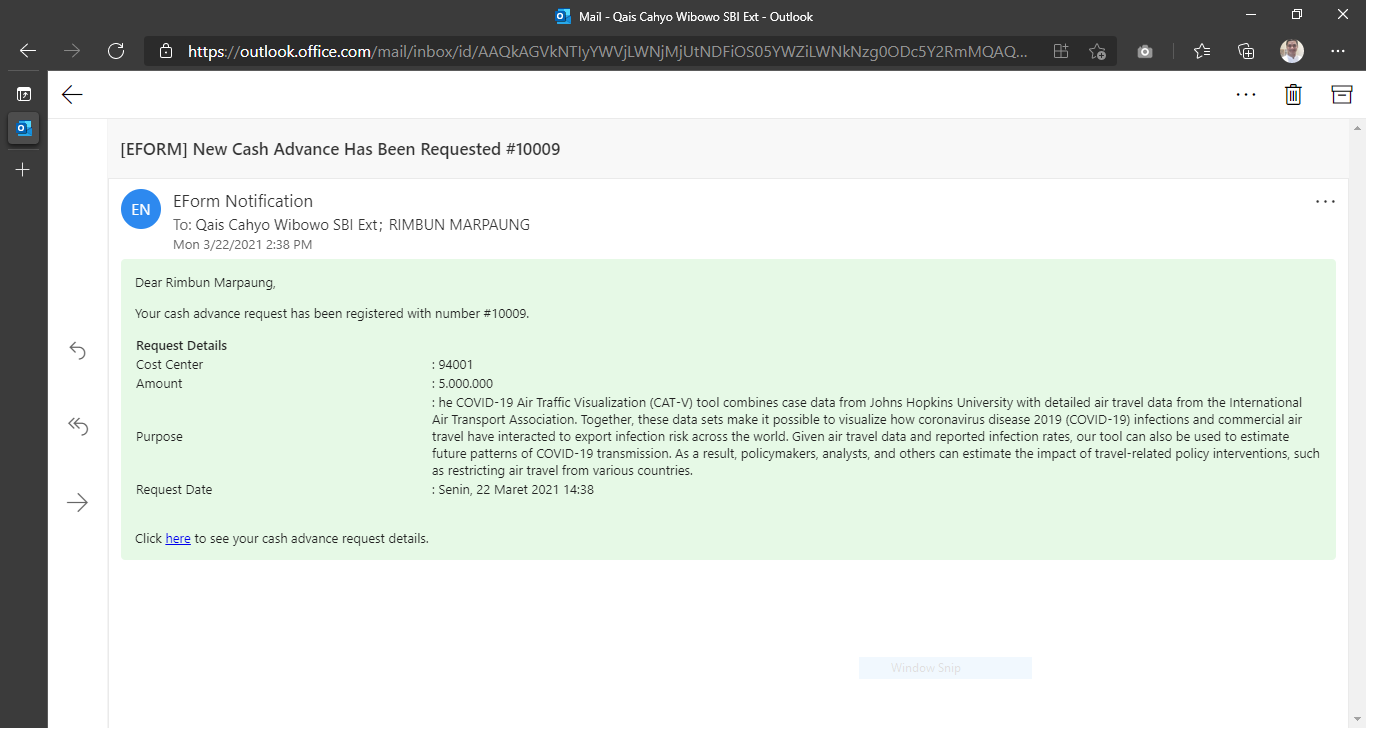 Mail - Qais Cahyo Wibowo SBI Ext - Outlook
https://outlook.office.com/mail/inbox/id/AAQkAGVkNTIyYWVjLWNjMjUtNDFiOS05YWZiLWNkNzg0ODc5Y2RmMQAQ...
[EFORM] New Cash Advance Has Been Requested #10009
EN
EForm Notification
To: Qais Cahyo Wibowo SBI Ext; RIMBUN MARPAUNG
Mon 3/22/2021 2:38 PM
Dear Rimbun Marpaung,
Your cash advance request has been registered with number #10009.
Request Details
Cost Center : 94001
Amount : 5.000.000
Purpose : he COVID-19 Air Traffic Visualization (CAT-V) tool combines case data from Johns Hopkins University with detailed air travel data from the International
Air Transport Association. Together, these data sets make it possible to visualize how coronavirus disease 2019 (COVID-19) infections and commercial air
travel have interacted to export infection risk across the world. Given air travel data and reported infection rates, our tool can also be used to estimate
future patterns of COVID-19 transmission. As a result, policymakers, analysts, and others can estimate the impact of travel-related policy interventions, such
as restricting air travel from various countries.
Request Date : Senin, 22 Maret 2021 14:38
Click here to see your cash advance request details.
Window Snip